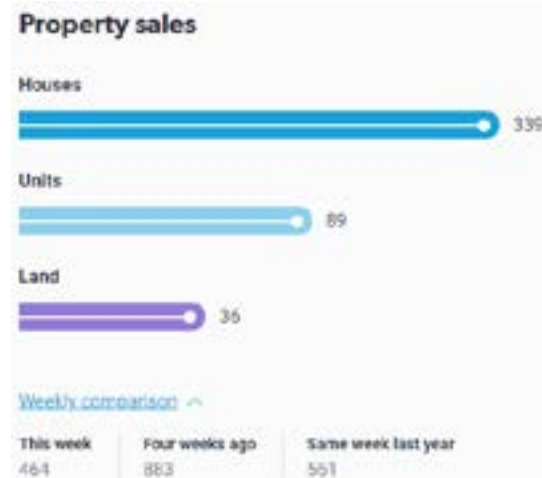 Property sales
Houses
339
Units
89
Land
36
Weekly comparison
This week Four weeks ago Same week last year
464 883 551